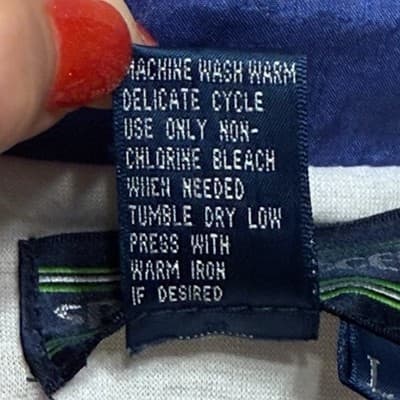 MACHINE WASH WARM
DELICATE CYCLE
USE ONLY NON-
CHLORINE BLEACH
WHEN NEEDED
TUMBLE DRY LOW
PRESS WITH
WARM IRON
IF DESIRED
L